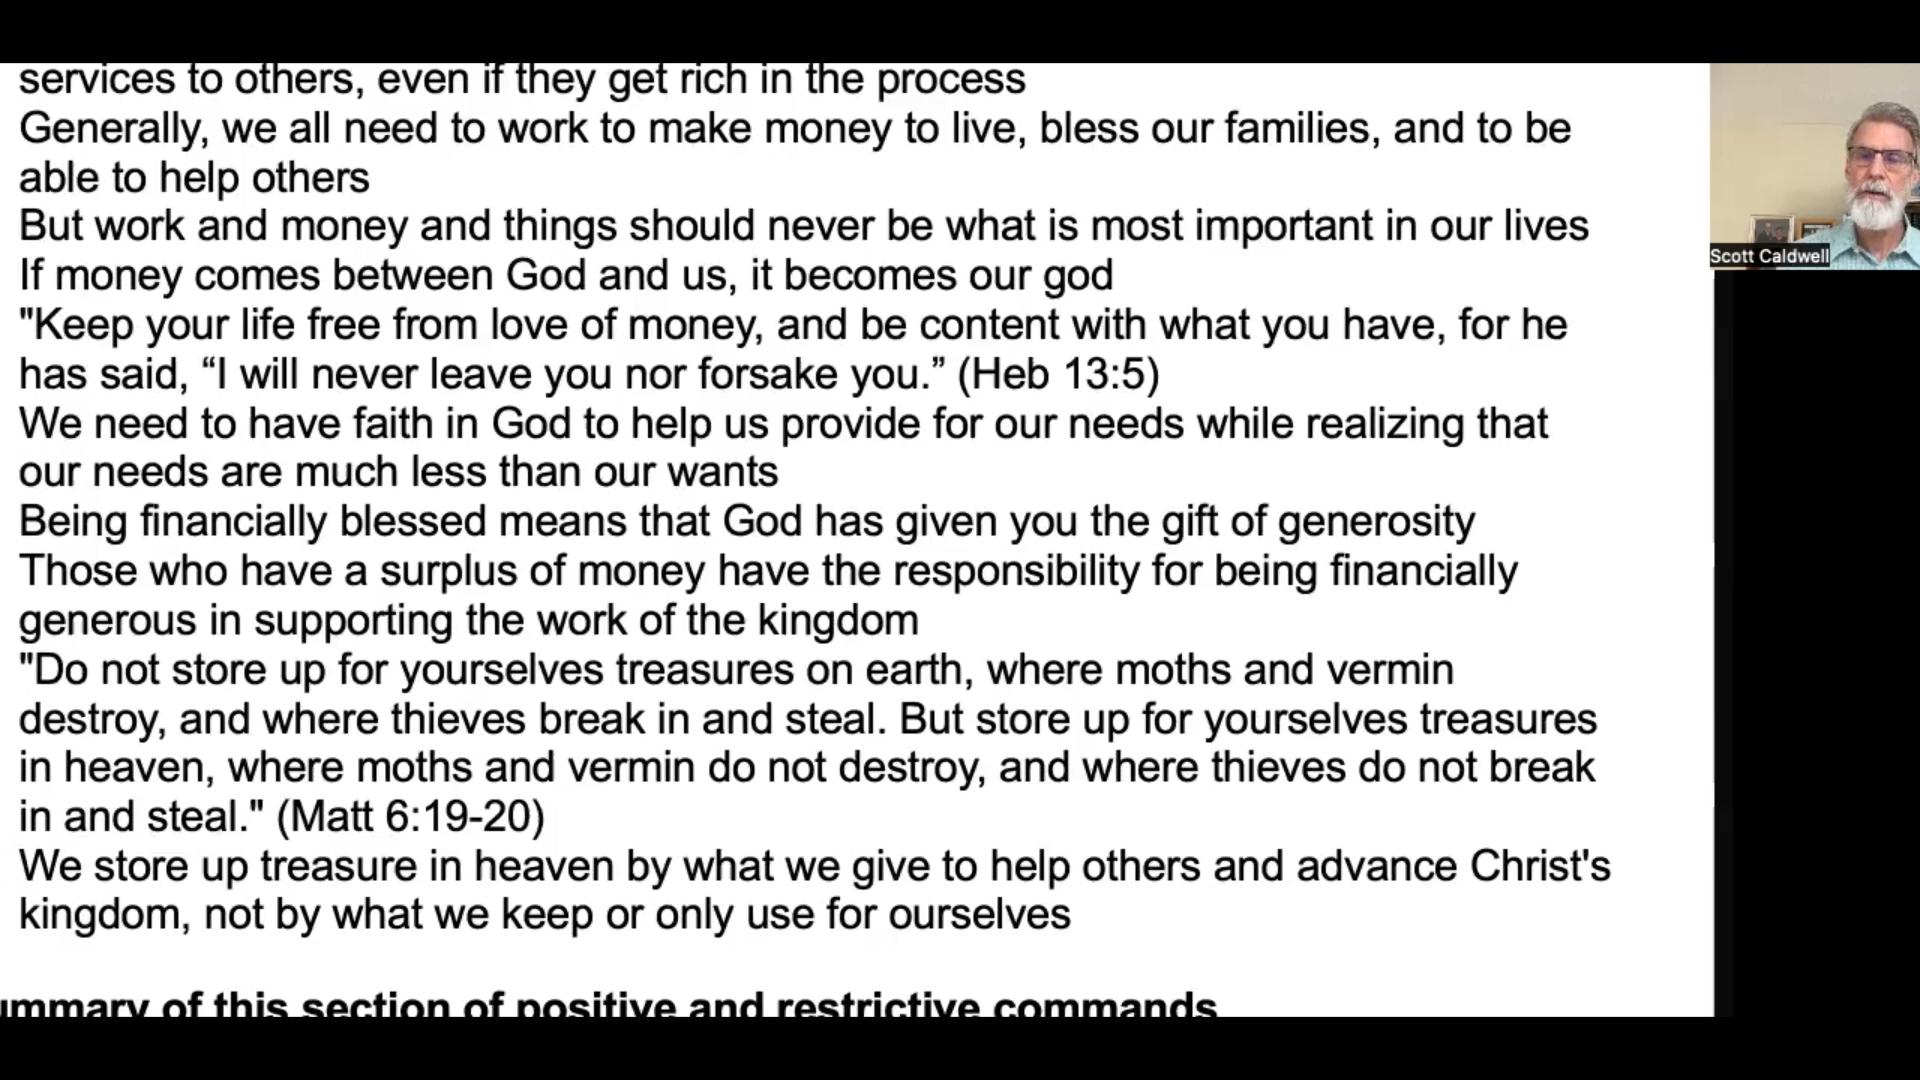 services to others, even if they get rich in the process
Generally, we all need to work to make money to live, bless our families, and to be
able to help others
But work and money and things should never be what is most important in our lives
If money comes between God and us, it becomes our god
"Keep your life free from love of money, and be content with what you have, for he
has said, “I will never leave you nor forsake you.” (Heb 13:5)
We need to have faith in God to help us provide for our needs while realizing that
our needs are much less than our wants
Being financially blessed means that God has given you the gift of generosity
Those who have a surplus of money have the responsibility for being financially
generous in supporting the work of the kingdom
"Do not store up for yourselves treasures on earth, where moths and vermin
destroy, and where thieves break in and steal. But store up for yourselves treasures
in heaven, where moths and vermin do not destroy, and where thieves do not break
in and steal." (Matt 6:19-20)
We store up treasure in heaven by what we give to help others and advance Christ's
kingdom, not by what we keep or only use for ourselves
ummary of this section of positive and restrictive commands
Scott Caldwell